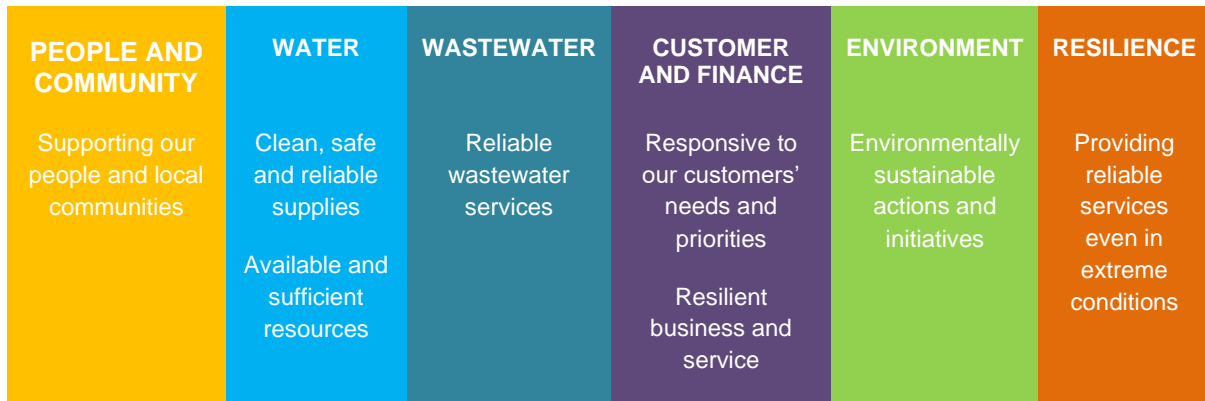 PEOPLE AND
COMMUNITY
Supporting our
people and local
communities
WATER
Clean, safe
and reliable
supplies
Available and
sufficient
resources
WASTEWATER
Reliable
wastewater
services
CUSTOMER
AND FINANCE
Responsive to
our customers’
needs and
priorities
Resilient
business and
service
ENVIRONMENT
Environmentally
sustainable
actions and
initiatives
RESILIENCE
Providing
reliable
services
even in
extreme
conditions